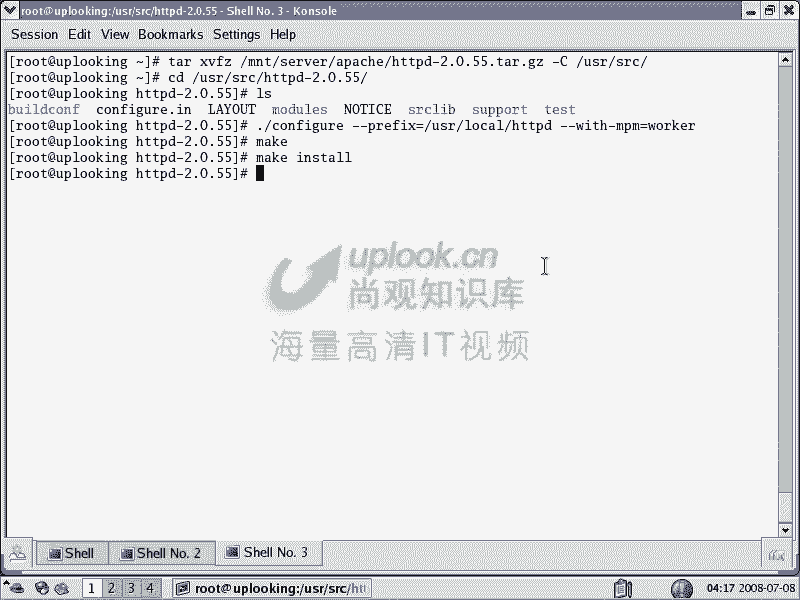 root@uplooking:/usr/src/httpd-2.0.55 - Shell No. 3 - Konsole
Session Edit View Bookmarks Settings Help
[root@uplooking ~]# tar xvfz /mnt/server/apache/httpd-2.0.55.tar.gz -C /usr/src/
[root@uplooking ~]# cd /usr/src/httpd-2.0.55/
[root@uplooking httpd-2.0.55]# ls
buildconf configure.in LAYOUT modules NOTICE srclib support test
[root@uplooking httpd-2.0.55]# ./configure --prefix=/usr/local/httpd --with-mpm=worker
[root@uplooking httpd-2.0.55]# make
[root@uplooking httpd-2.0.55]# make install
[root@uplooking httpd-2.0.55]#
uplook.cn
尚观知识库
海量高清IT视频
Shell Shell No. 2 Shell No. 3
1 2 3 4 root@uplooking:/usr/src/htt 04:17 2008-07-08